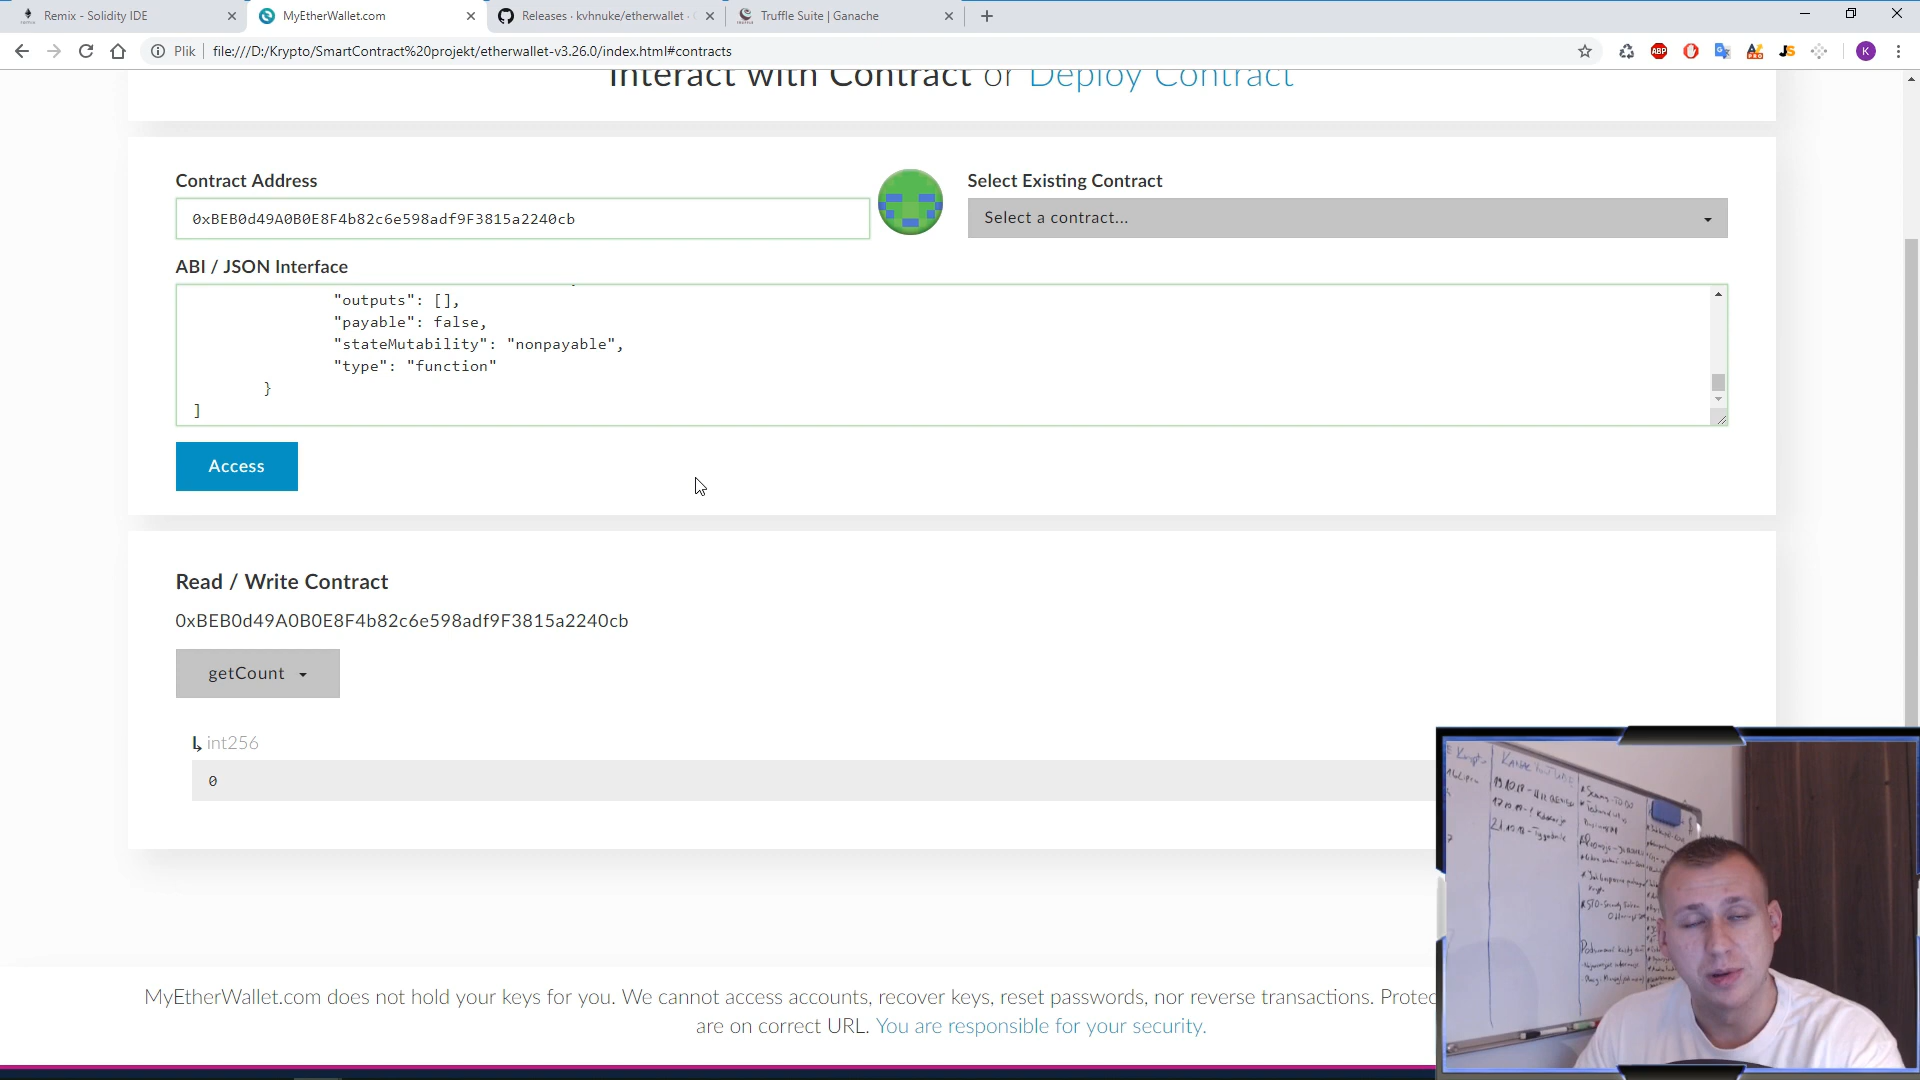 Remix - Solidity IDE
MyEtherWallet.com
Releases · kvhnuke/etherwallet ·
Truffle Suite | Ganache
Plik
file:///D:/Krypto/SmartContract%20projekt/etherwallet-v3.26.0/index.html#contracts
ABP
JS
K
Interact with Contract or Deploy Contract
Contract Address
Select Existing Contract
0xBEB0d49A0B0E8F4b82c6e598adf9F3815a2240cb
Select a contract...
ABI / JSON Interface
"outputs": [],
"payable": false,
"stateMutability": "nonpayable",
"type": "function"
}
]
Access
Read / Write Contract
0xBEB0d49A0B0E8F4b82c6e598adf9F3815a2240cb
getCount
int256
0
MyEtherWallet.com does not hold your keys for you. We cannot access accounts, recover keys, reset passwords, nor reverse transactions. Protec
are on correct URL. You are responsible for your security.